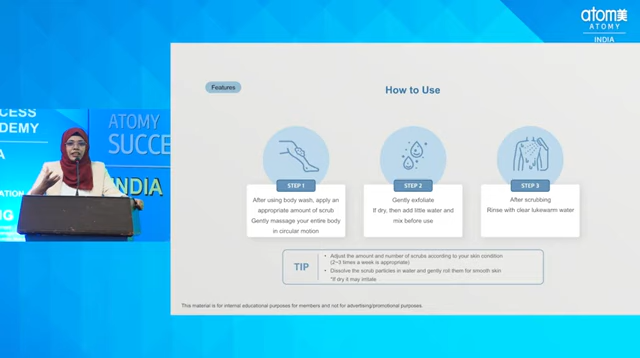 atom美
ATOMY
INDIA
Features
How to Use
STEP 1
After using body wash, apply an
appropriate amount of scrub
Gently massage your entire body
in circular motion
STEP 2
Gently exfoliate
If dry, then add little water and
mix before use
STEP 3
After scrubbing
Rinse with clear lukewarm water
TIP
• Adjust the amount and number of scrubs according to your skin condition
(2~3 times a week is appropriate)
• Dissolve the scrub particles in water and gently roll them for smooth skin
*If dry it may irritate
This material is for internal educational purposes for members and not for advertising/promotional purposes.
CESS
DEMY
ATOMY
SUCCE
INDIA